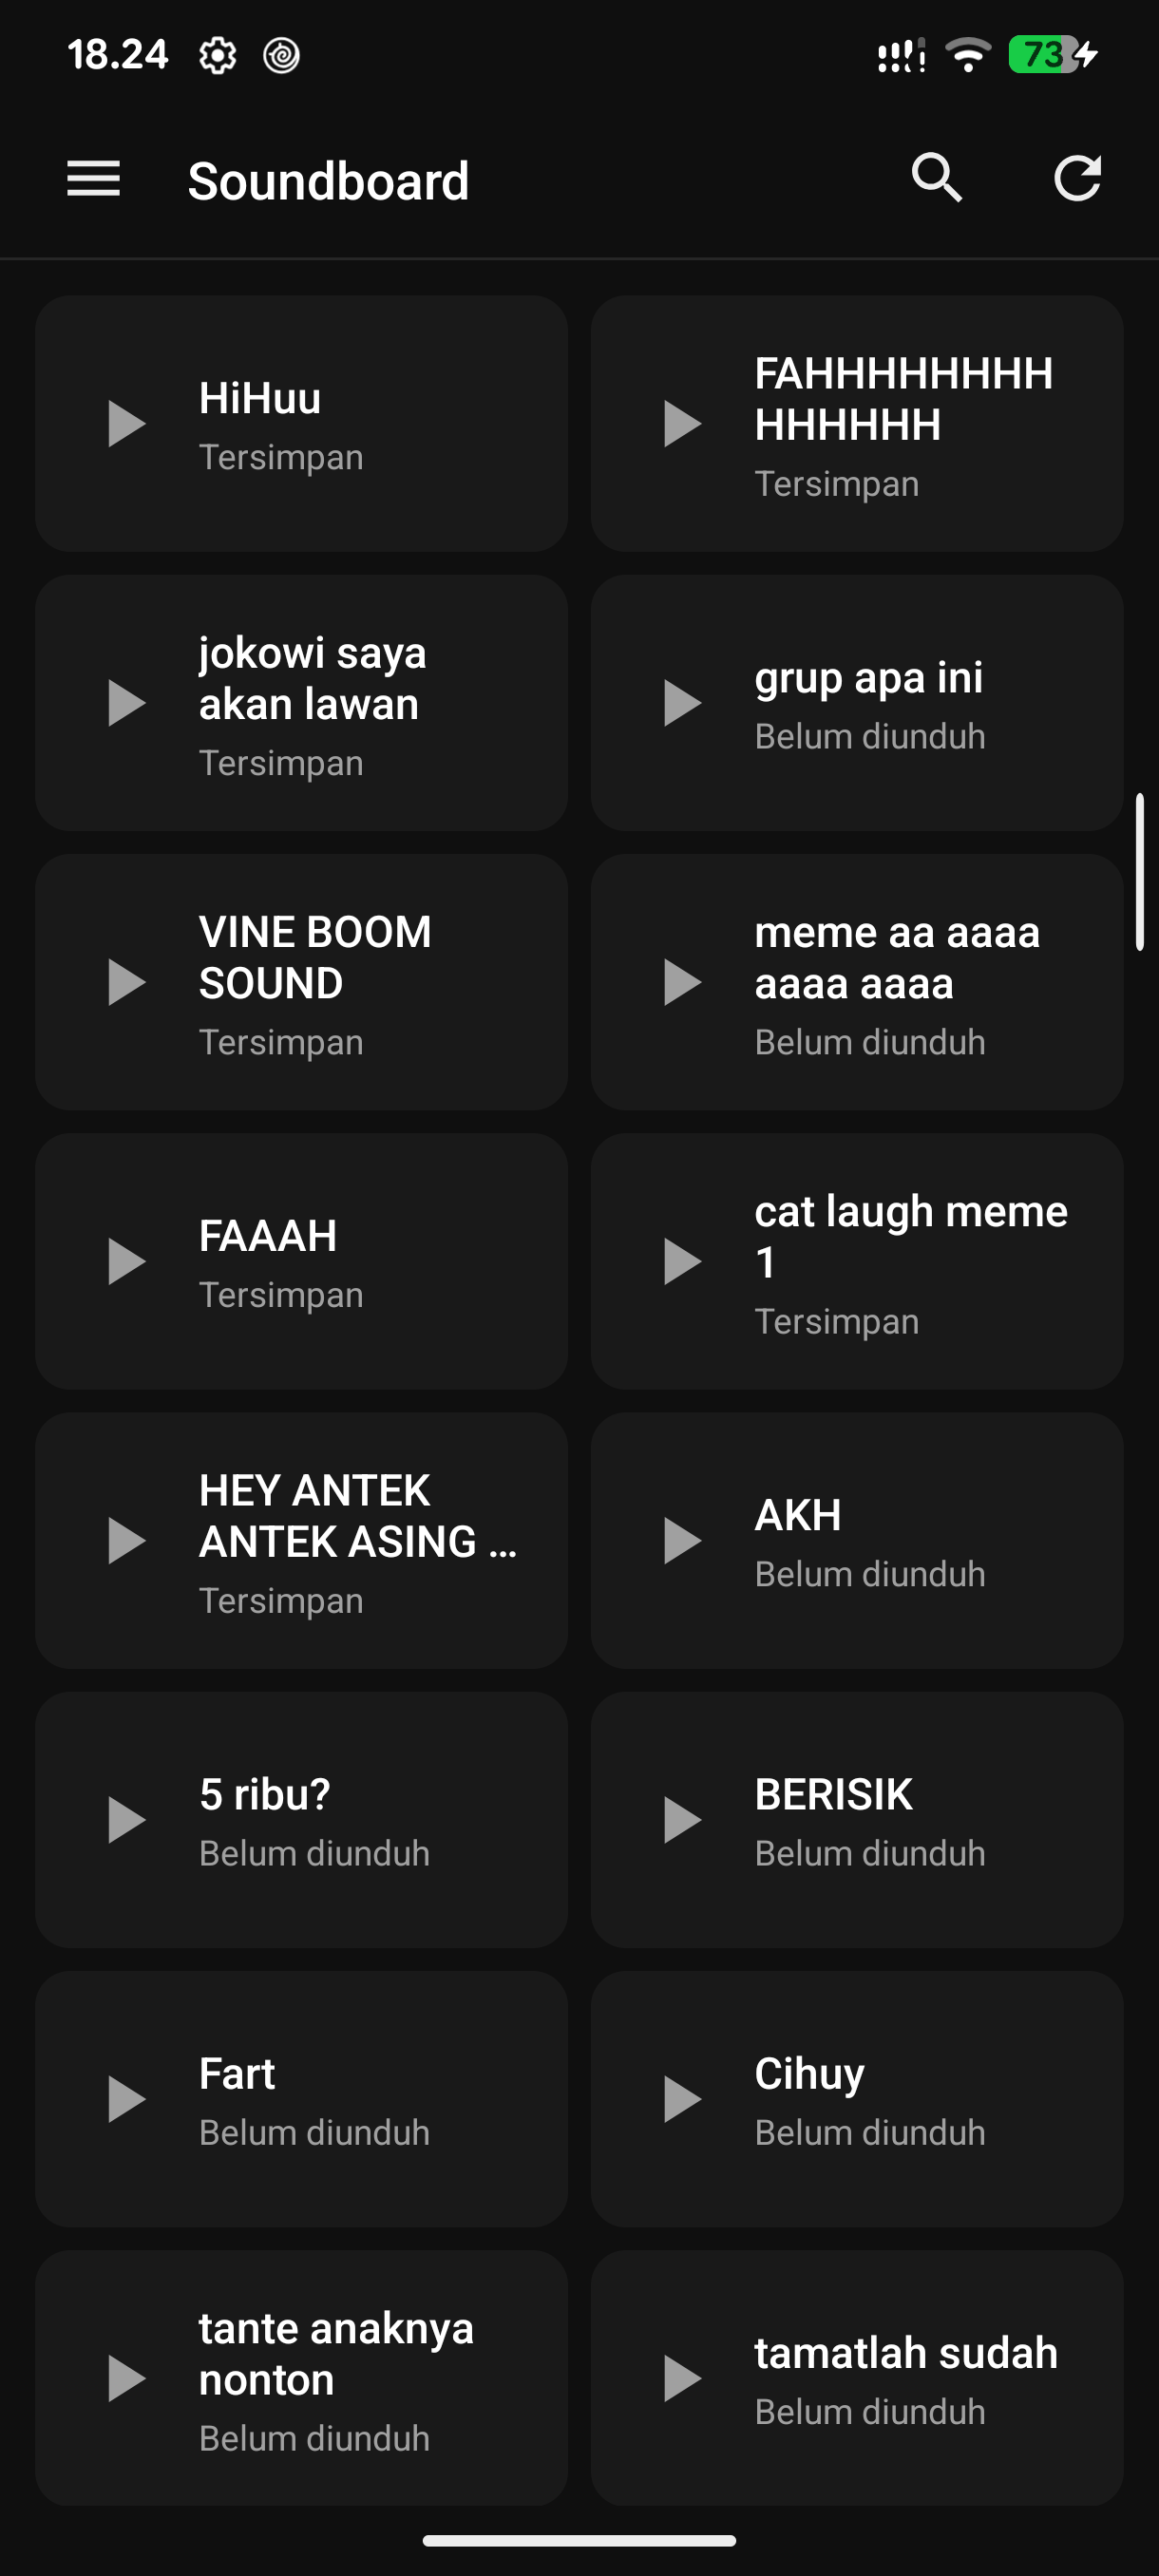 18.24
73
Soundboard
HiHuu
Tersimpan
FAHHHHHHHH
HHHHHH
Tersimpan
jokowi saya
akan lawan
Tersimpan
grup apa ini
Belum diunduh
VINE BOOM
SOUND
Tersimpan
meme aa aaaa
aaaa aaaa
Belum diunduh
FAAAH
Tersimpan
cat laugh meme
1
Tersimpan
HEY ANTEK
ANTEK ASING ...
Tersimpan
AKH
Belum diunduh
5 ribu?
Belum diunduh
BERISIK
Belum diunduh
Fart
Belum diunduh
Cihuy
Belum diunduh
tante anaknya
nonton
Belum diunduh
tamatlah sudah
Belum diunduh